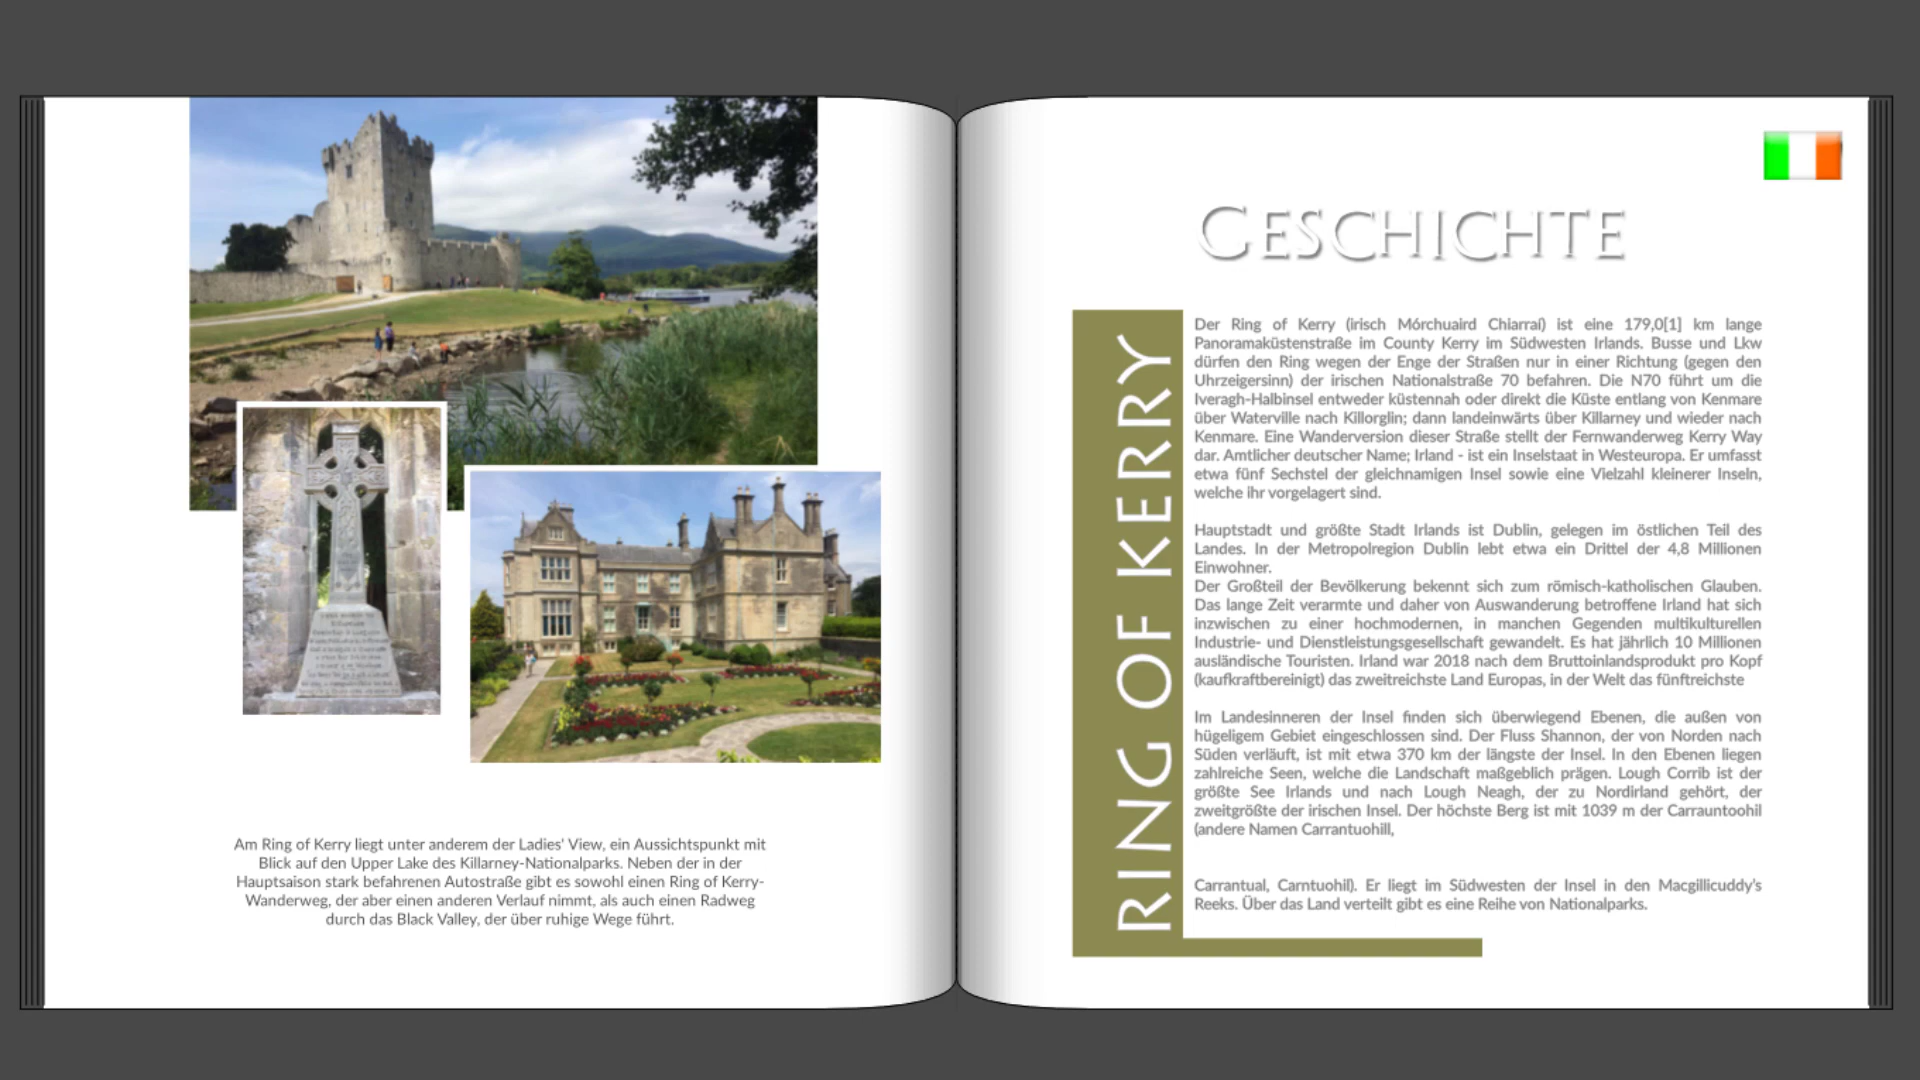 Am Ring of Kerry liegt unter anderem der Ladies' View, ein Aussichtspunkt mit
Blick auf den Upper Lake des Killarney-Nationalparks. Neben der in der
Hauptsaison stark befahrenen Autostraße gibt es sowohl einen Ring of Kerry-
Wanderweg, der aber einen anderen Verlauf nimmt, als auch einen Radweg
durch das Black Valley, der über ruhige Wege führt.
GESCHICHTE
RING OF KERRY
Der Ring of Kerry (irisch Mórchuaird Chiarraí) ist eine 179,0[1] km lange
Panoramaküstenstraße im County Kerry im Südwesten Irlands. Busse und Lkw
dürfen den Ring wegen der Enge der Straßen nur in einer Richtung (gegen den
Uhrzeigersinn) der irischen Nationalstraße 70 befahren. Die N70 führt um die
Iveragh-Halbinsel entweder küstennah oder direkt die Küste entlang von Kenmare
über Waterville nach Killorglin; dann landeinwärts über Killarney und wieder nach
Kenmare. Eine Wanderversion dieser Straße stellt der Fernwanderweg Kerry Way
dar. Amtlicher deutscher Name; Irland - ist ein Inselstaat in Westeuropa. Er umfasst
etwa fünf Sechstel der gleichnamigen Insel sowie eine Vielzahl kleinerer Inseln,
welche ihr vorgelagert sind.
Hauptstadt und größte Stadt Irlands ist Dublin, gelegen im östlichen Teil des
Landes. In der Metropolregion Dublin lebt etwa ein Drittel der 4,8 Millionen
Einwohner.
Der Großteil der Bevölkerung bekennt sich zum römisch-katholischen Glauben.
Das lange Zeit verarmte und daher von Auswanderung betroffene Irland hat sich
inzwischen zu einer hochmodernen, in manchen Gegenden multikulturellen
Industrie- und Dienstleistungsgesellschaft gewandelt. Es hat jährlich 10 Millionen
ausländische Touristen. Irland war 2018 nach dem Bruttoinlandsprodukt pro Kopf
(kaufkraftbereinigt) das zweitreichste Land Europas, in der Welt das fünftreichste
Im Landesinneren der Insel finden sich überwiegend Ebenen, die außen von
hügeligem Gebiet eingeschlossen sind. Der Fluss Shannon, der von Norden nach
Süden verläuft, ist mit etwa 370 km der längste der Insel. In den Ebenen liegen
zahlreiche Seen, welche die Landschaft maßgeblich prägen. Lough Corrib ist der
größte See Irlands und nach Lough Neagh, der zu Nordirland gehört, der
zweitgrößte der irischen Insel. Der höchste Berg ist mit 1039 m der Carrauntoohil
(andere Namen Carrantuohill,
Carrantual, Carntuohil). Er liegt im Südwesten der Insel in den Macgillicuddy's
Reeks. Über das Land verteilt gibt es eine Reihe von Nationalparks.